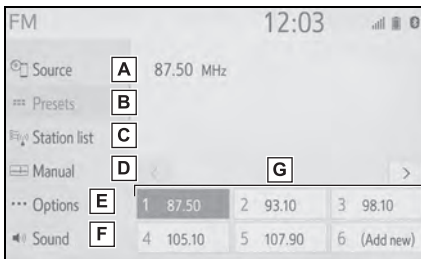 FM 12:03
Source A 87.50 MHz
Presets B
Station list C
Manual D G >
Options E 1 87.50 2 93.10 3 98.10
Sound F 4 105.10 5 107.90 6 (Add new)